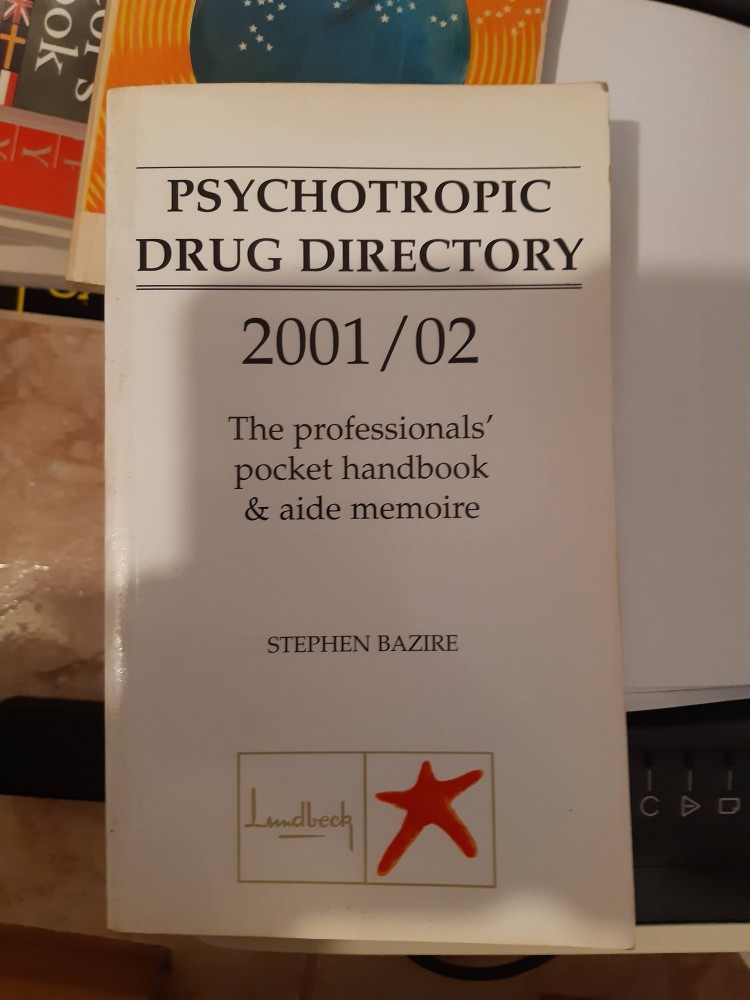 PSYCHOTROPIC
DRUG DIRECTORY
2001/02
The professionals'
pocket handbook
& aide memoire
STEPHEN BAZIRE
Lundbeck